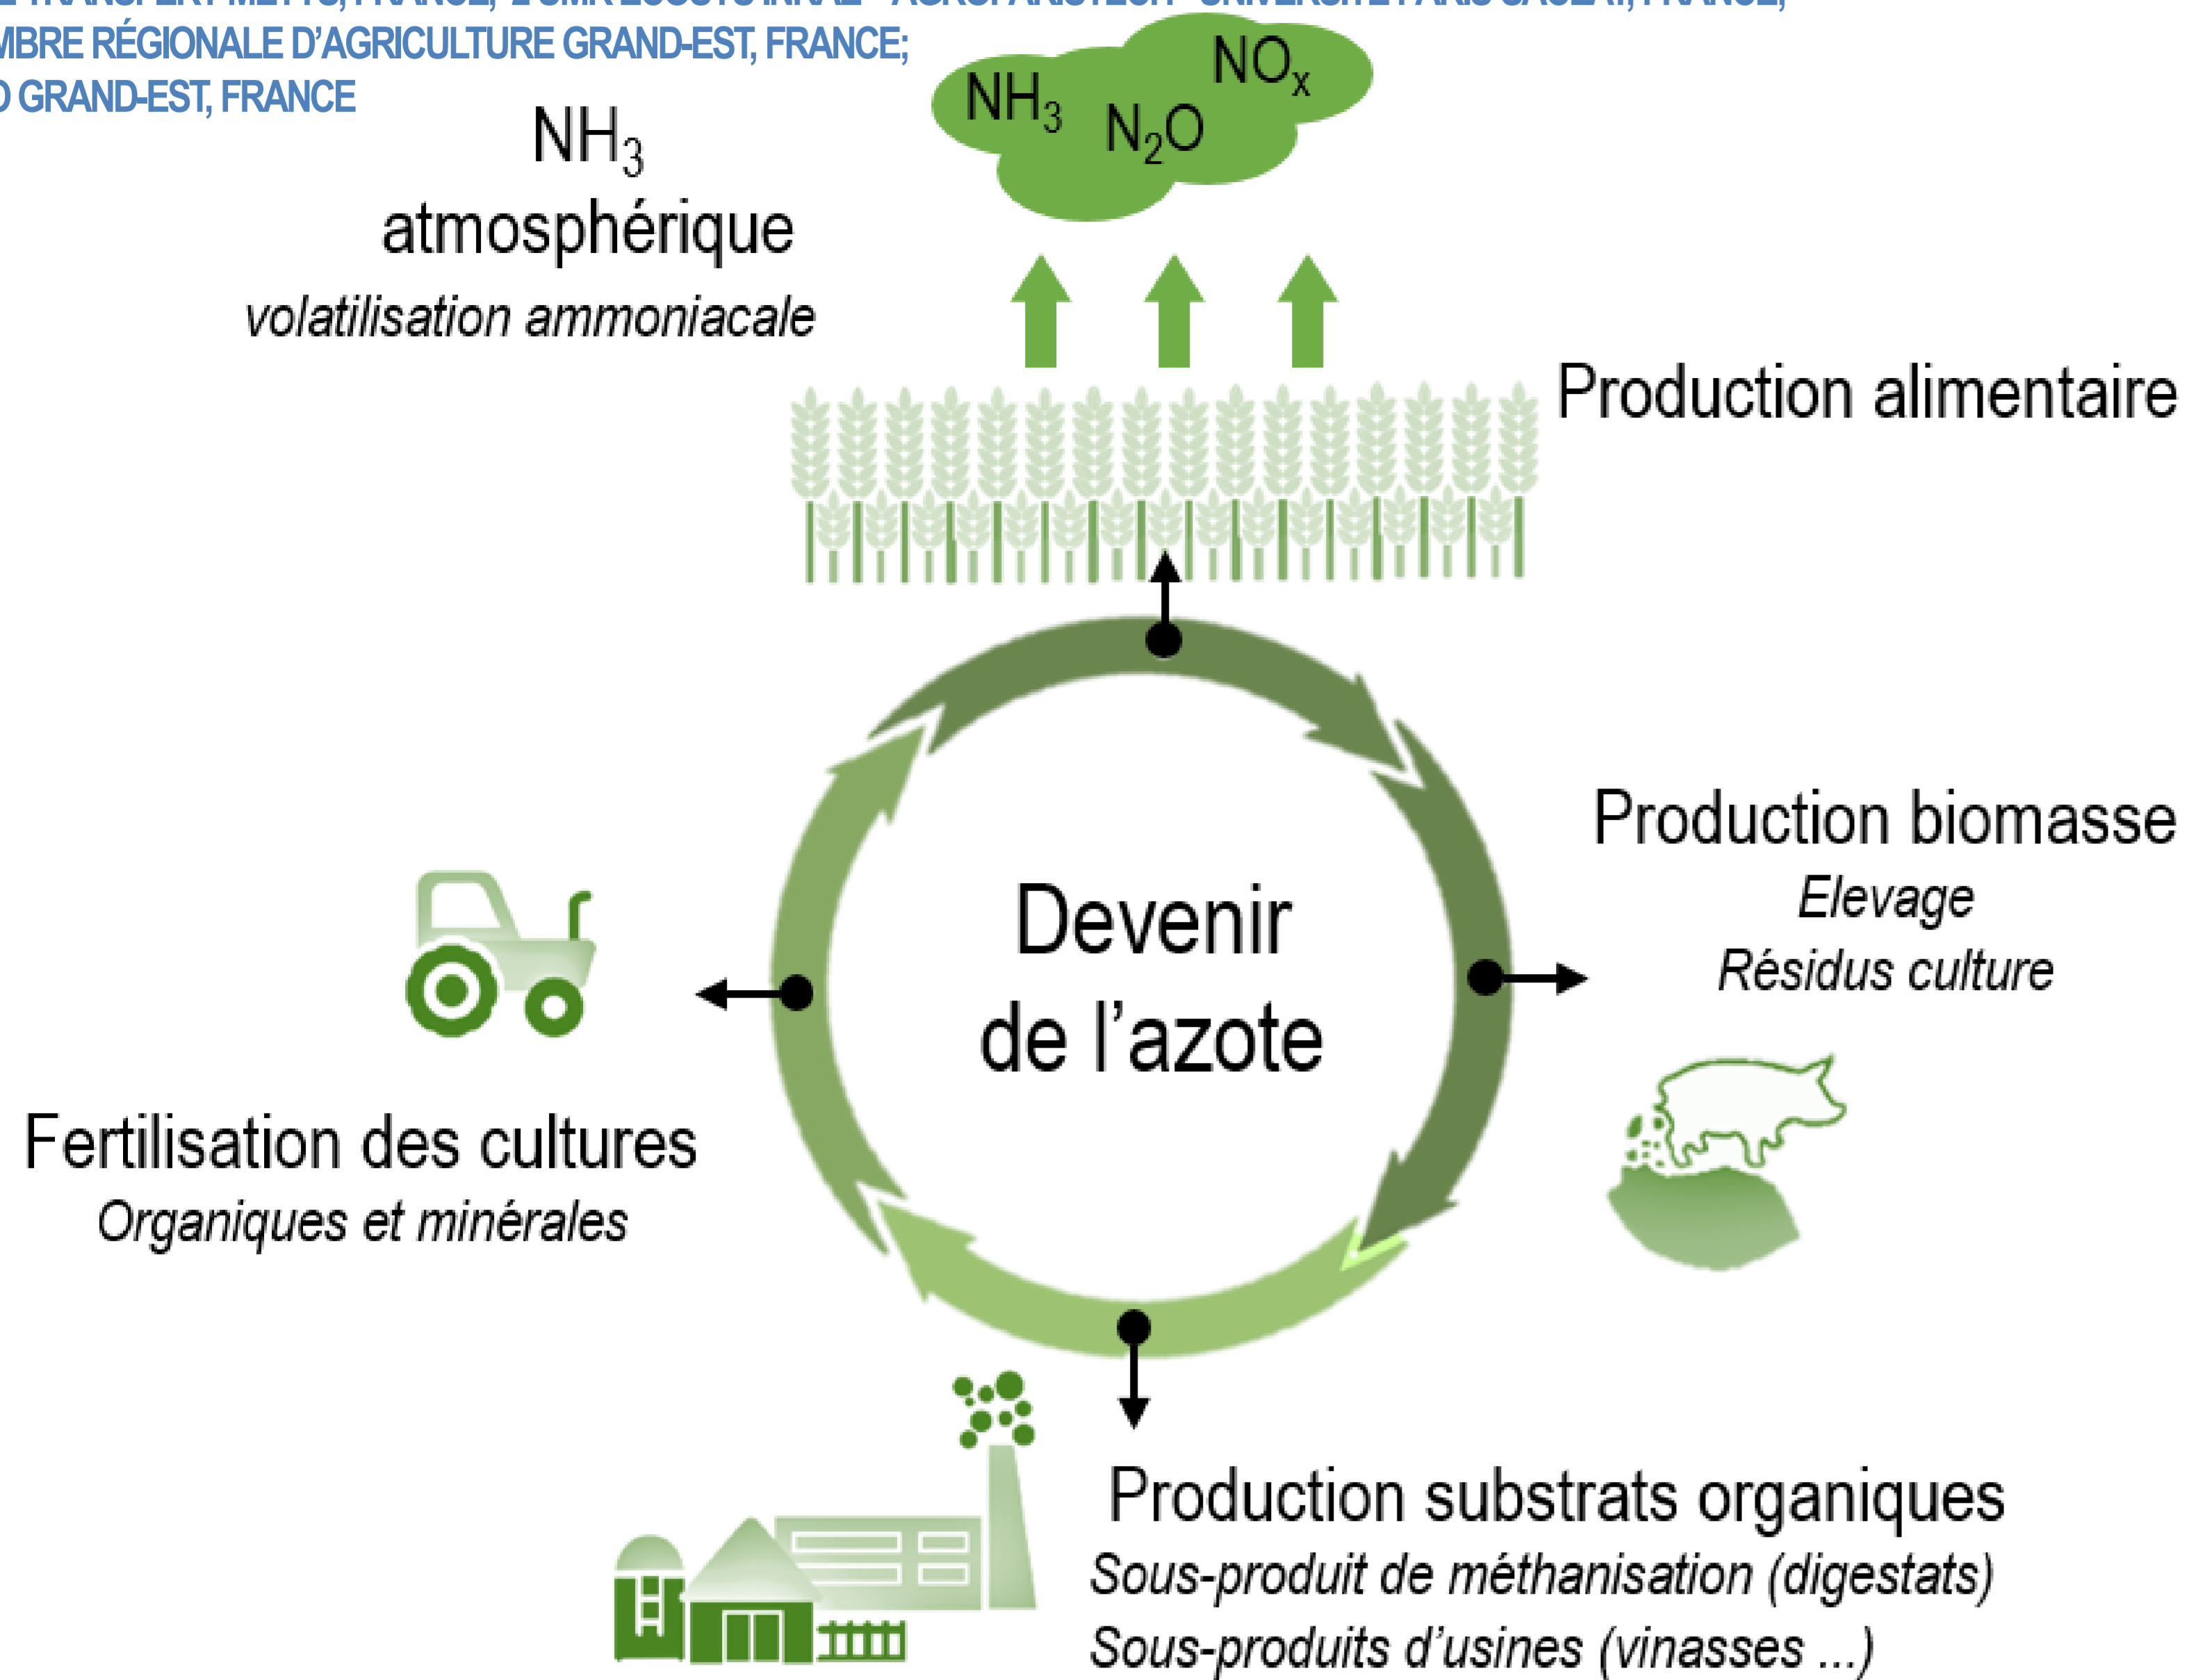 FRANCE;
MBRE RÉGIONALE D'AGRICULTURE GRAND-EST, FRANCE;
GRAND-EST, FRANCE
NH3
atmosphérique
volatilisation ammoniacale
NH3
N2O
NOx
Production alimentaire
Devenir
de l'azote
Production biomasse
Elevage
Résidus culture
Fertilisation des cultures
Organiques et minérales
Production substrats organiques
Sous-produit de méthanisation (digestats)
Sous-produits d'usines (vinasses ...)